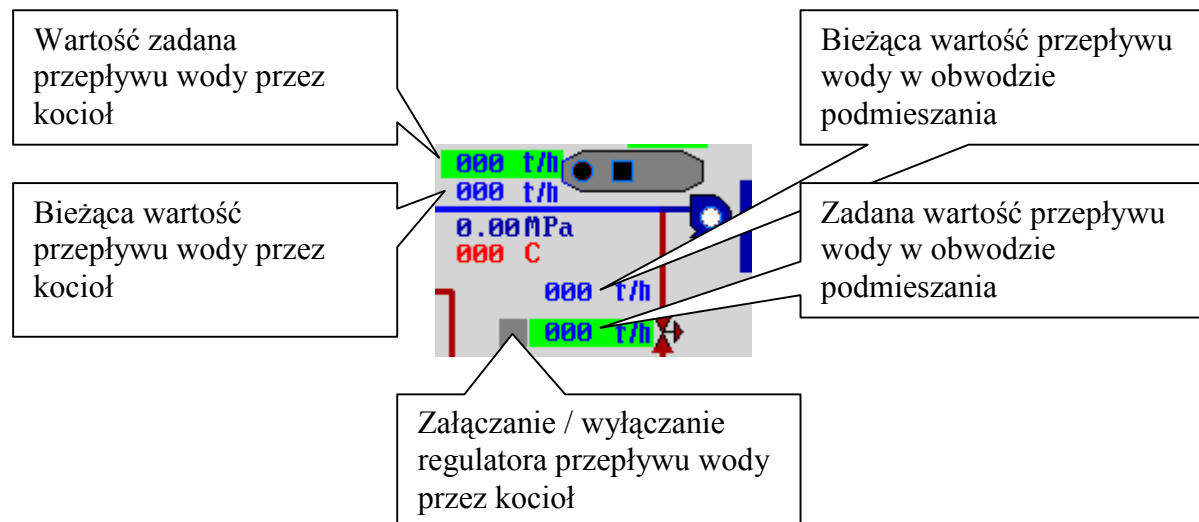 Wartość zadana
przepływu wody przez
kocioł
Bieżąca wartość przepływu
wody w obwodzie
podmieszania
000 t/h
000 t/h
0.00MPa
000 C
000 t/h
000 t/h
Bieżąca wartość
przepływu wody przez
kocioł
Zadana wartość przepływu
wody w obwodzie
podmieszania
Załączanie / wyłączanie
regulatora przepływu wody
przez kocioł